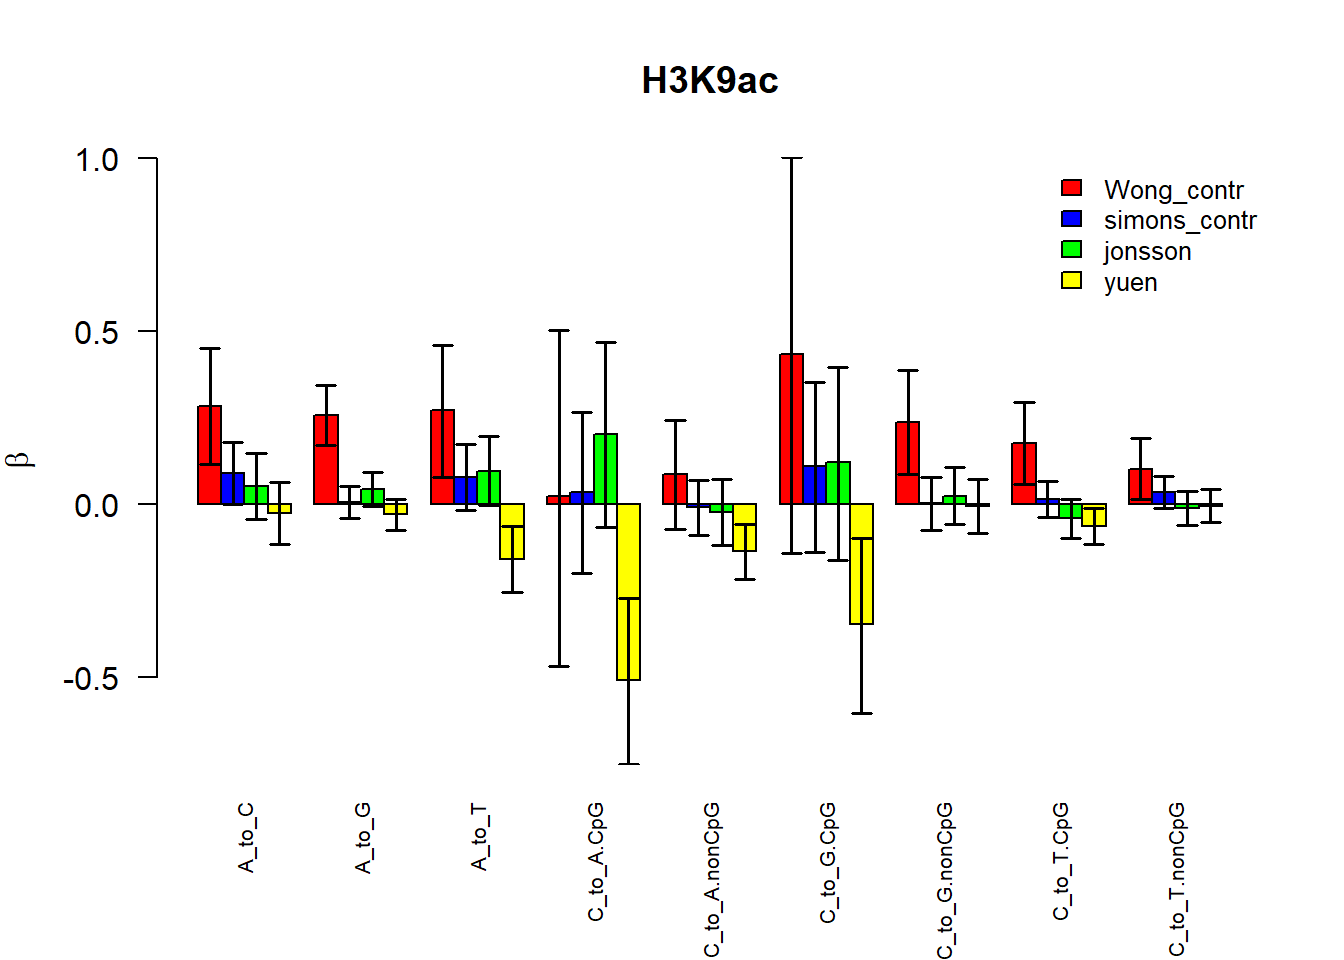 H3K9ac
1.0
0.5
0.0
-0.5
β
Wong_contr
simons_contr
jonsson
yuen
A_to_C
A_to_G
A_to_T
C_to_A.CpG
C_to_A.nonCpG
C_to_G.CpG
C_to_G.nonCpG
C_to_T.CpG
C_to_T.nonCpG